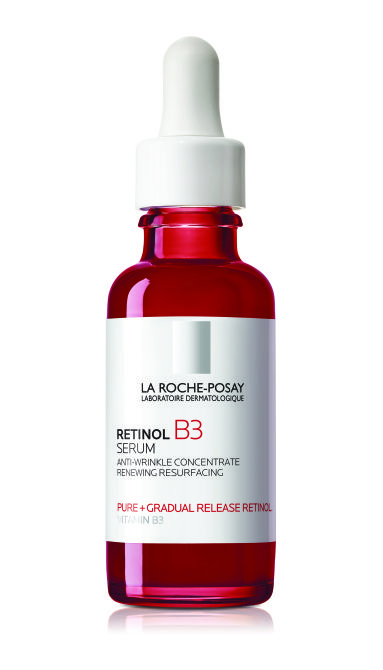 LA ROCHE-POSAY
LABORATOIRE DERMATOLOGIQUE
RETINOL B3
SERUM
ANTI-WRINKLE CONCENTRATE
RENEWING RESURFACING
PURE + GRADUAL RELEASE RETINOL
VITAMIN B3